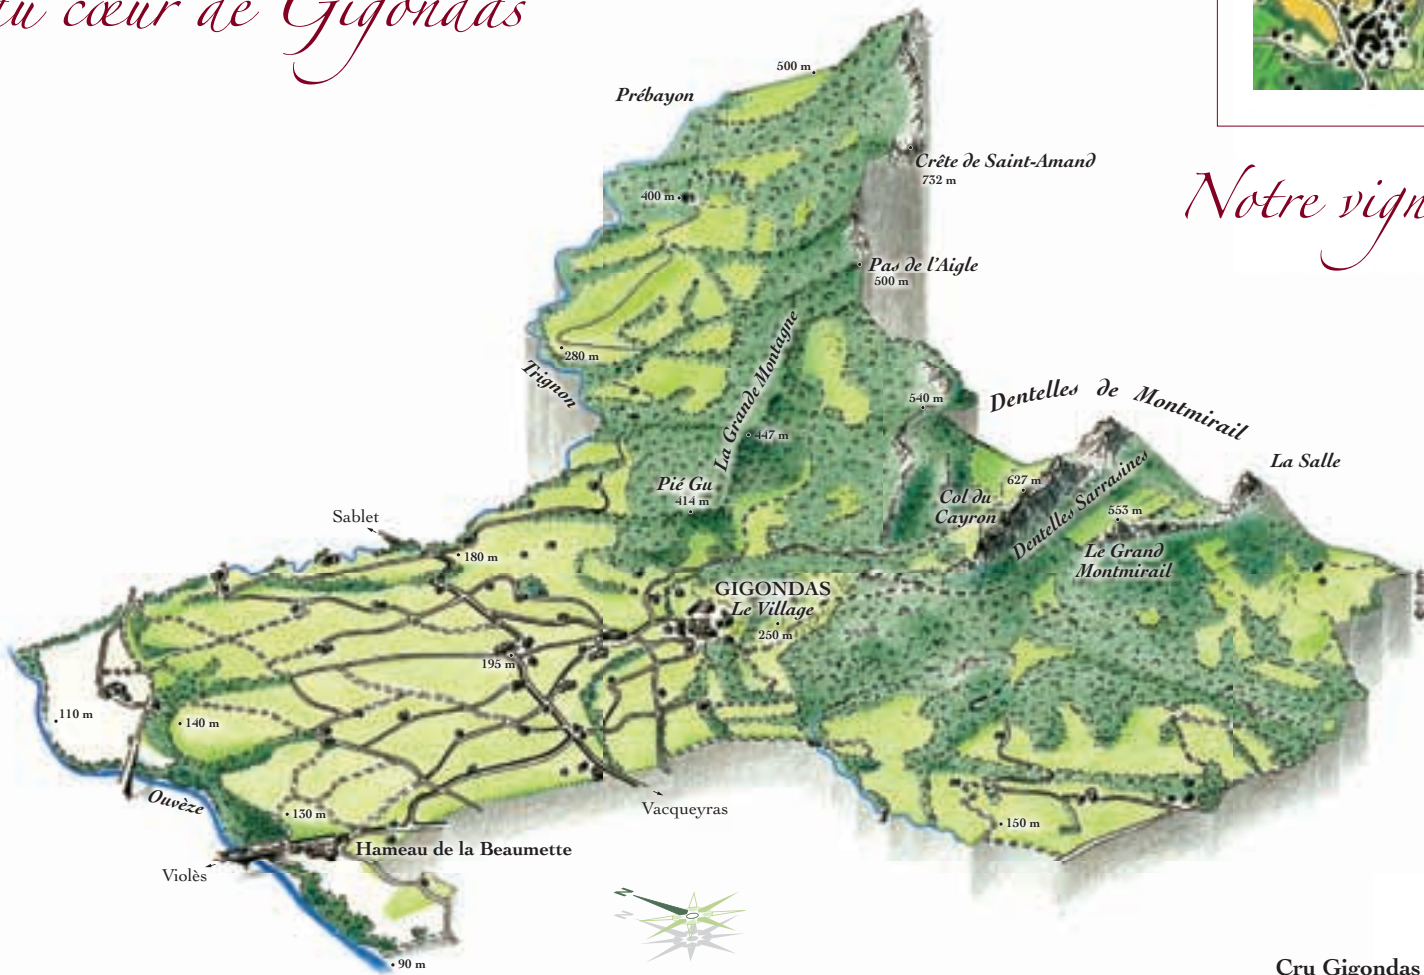 cœur de Gigondas
500 m
Prébayon
Crête de Saint-Amand
732 m
400 m
Notre
Pas de l'Aigle
500 m
280 m
Trignon
La Grande Montagne
447 m
540 m
Dentelles de Montmirail
La Salle
Pié Gu
414 m
627 m
Col du
Cayron
Dentelles Sarrasines
553 m
Le Grand
Montmirail
Sablet
180 m
GIGONDAS
Le Village
250 m
195 m
110 m
140 m
Ouvèze
130 m
Vacqueyras
150 m
Hameau de la Beaumette
Violès
N
N
90 m
Cru Gigondas